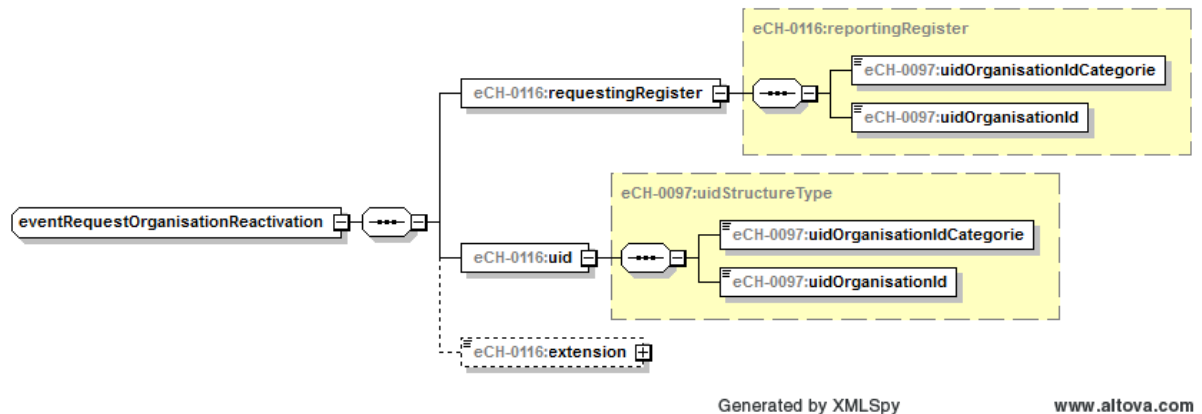 eCH-0116:reportingRegister
eCH-0097:uidOrganisationIdCategorie
eCH-0116:requestingRegister
eCH-0097:uidOrganisationId
eCH-0097:uidStructureType
eventRequestOrganisationReactivation
eCH-0097:uidOrganisationIdCategorie
eCH-0116:uid
eCH-0097:uidOrganisationId
eCH-0116:extension
Generated by XMLSpy www.altova.com